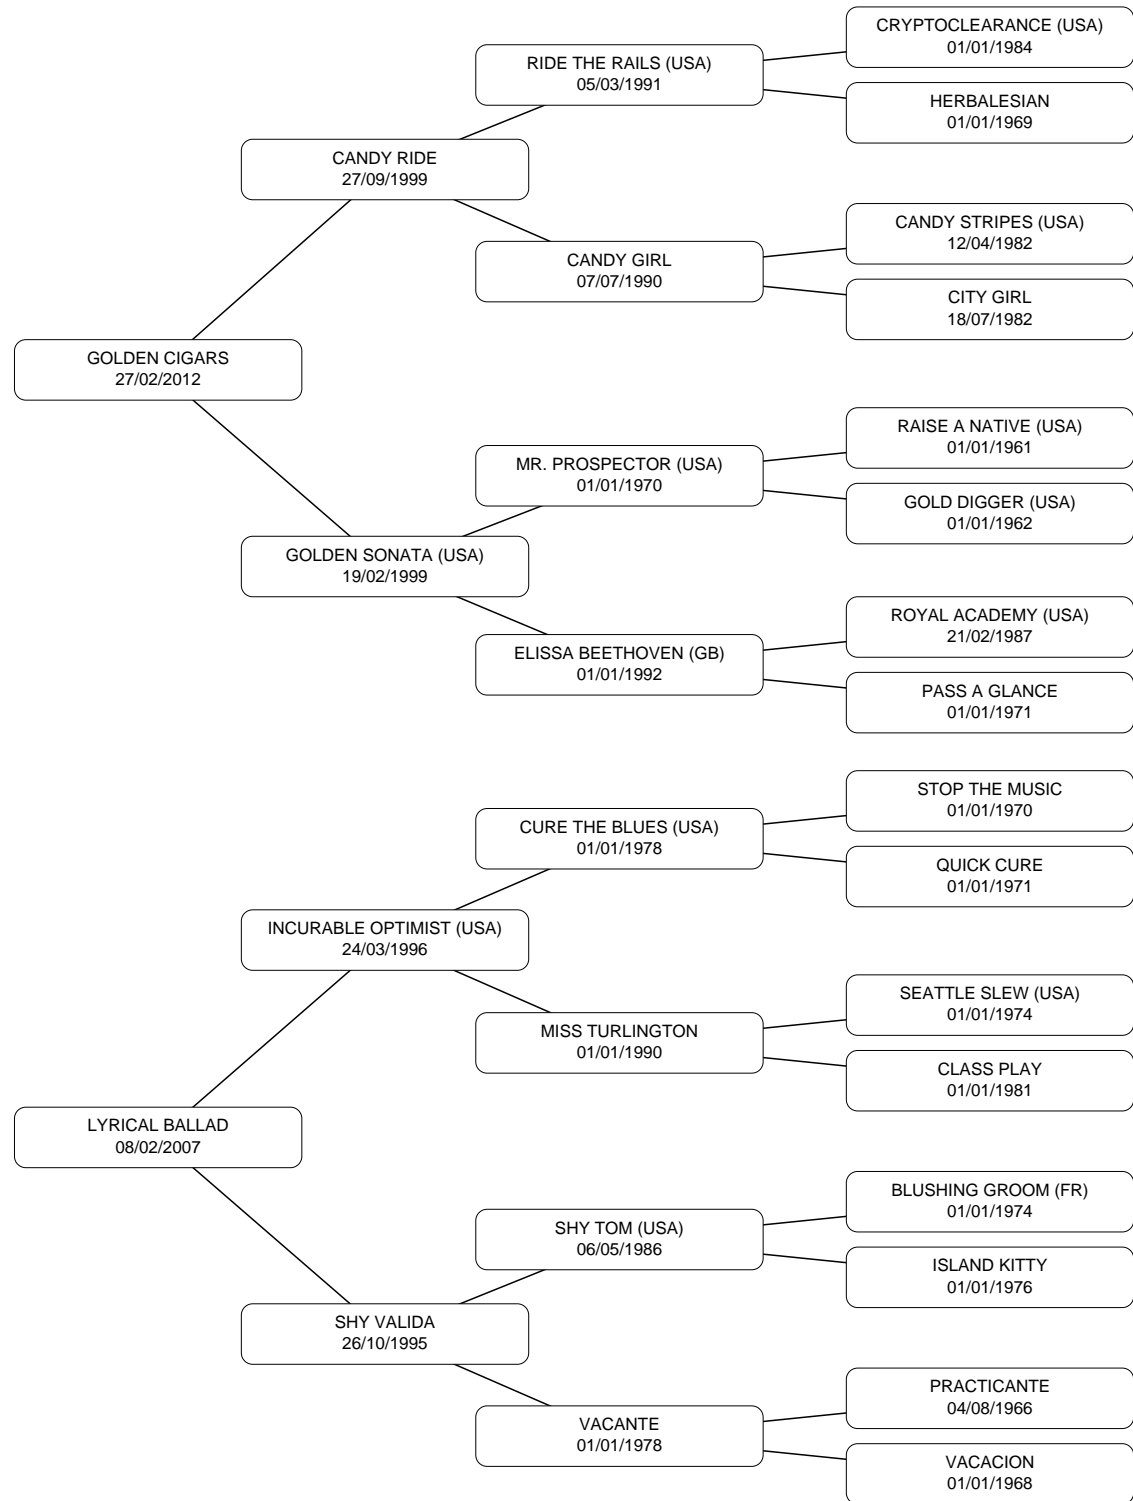 CRYPTOCLEARANCE (USA)
01/01/1984
RIDE THE RAILS (USA)
05/03/1991
HERBALESIAN
01/01/1969
CANDY RIDE
27/09/1999
CANDY STRIPES (USA)
12/04/1982
CANDY GIRL
07/07/1990
CITY GIRL
18/07/1982
GOLDEN CIGARS
27/02/2012
RAISE A NATIVE (USA)
01/01/1961
MR. PROSPECTOR (USA)
01/01/1970
GOLD DIGGER (USA)
01/01/1962
GOLDEN SONATA (USA)
19/02/1999
ROYAL ACADEMY (USA)
21/02/1987
ELISSA BEETHOVEN (GB)
01/01/1992
PASS A GLANCE
01/01/1971
STOP THE MUSIC
01/01/1970
CURE THE BLUES (USA)
01/01/1978
QUICK CURE
01/01/1971
INCURABLE OPTIMIST (USA)
24/03/1996
SEATTLE SLEW (USA)
01/01/1974
MISS TURLINGTON
01/01/1990
CLASS PLAY
01/01/1981
LYRICAL BALLAD
08/02/2007
BLUSHING GROOM (FR)
01/01/1974
SHY TOM (USA)
06/05/1986
ISLAND KITTY
01/01/1976
SHY VALIDA
26/10/1995
PRACTICANTE
04/08/1966
VACANTE
01/01/1978
VACACION
01/01/1968